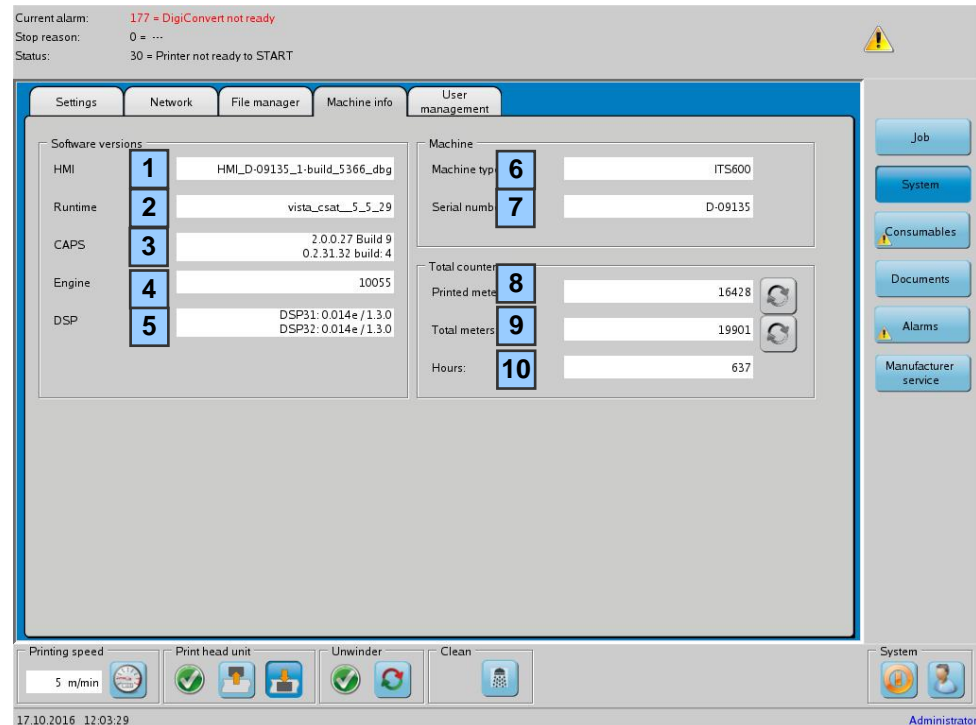 Current alarm: 177 = DigiConvert not ready
Stop reason: 0 = ---
Status: 30 = Printer not ready to START
Settings Network File manager Machine info User management
Software versions
HMI 1 HMI_D-09135_1-build_5366_dbg
Runtime 2 vista_csat__5_5_29
CAPS 3 2.0.0.27 Build 9
0.2.31.32 build: 4
Engine 4 10055
DSP 5 DSP31: 0.014e / 1.3.0
DSP32: 0.014e / 1.3.0
Machine
Machine typ 6 ITS600
Serial numb 7 D-09135
Total counter
Printed mete 8 16428
Total meters 9 19901
Hours: 10 637
Job
System
Consumables
Documents
Alarms
Manufacturer
service
Printing speed Print head unit Unwinder Clean System
5 m/min
17.10.2016 12:03:29 Administrator